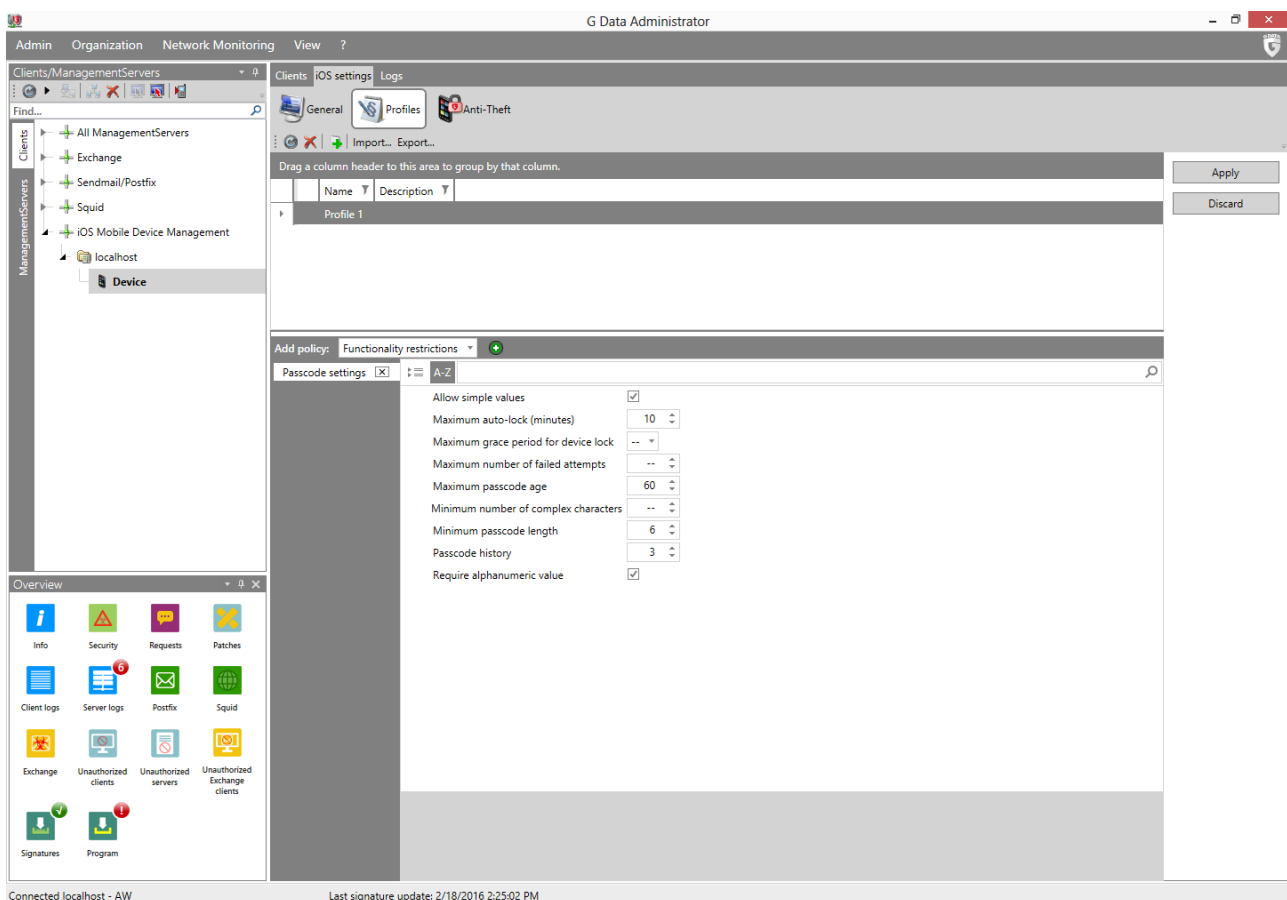 G Data Administrator
Admin Organization Network Monitoring View ?
G DATA
Clients/ManagementServers
Find...
Clients
ManagementServers
All ManagementServers
Exchange
Sendmail/Postfix
Squid
iOS Mobile Device Management
localhost
Device
Clients iOS settings Logs
General Profiles Anti-Theft
Import... Export...
Drag a column header to this area to group by that column.
Name Description
Profile 1
Apply
Discard
Add policy: Functionality restrictions
Passcode settings
A-Z
Allow simple values
Maximum auto-lock (minutes) 10
Maximum grace period for device lock --
Maximum number of failed attempts --
Maximum passcode age 60
Minimum number of complex characters --
Minimum passcode length 6
Passcode history 3
Require alphanumeric value
Overview
Info Security Requests Patches
6
Client logs Server logs Postfix Squid
Exchange Unauthorized clients Unauthorized servers Unauthorized Exchange clients
Signatures Program
Connected localhost - AW Last signature update: 2/18/2016 2:25:02 PM